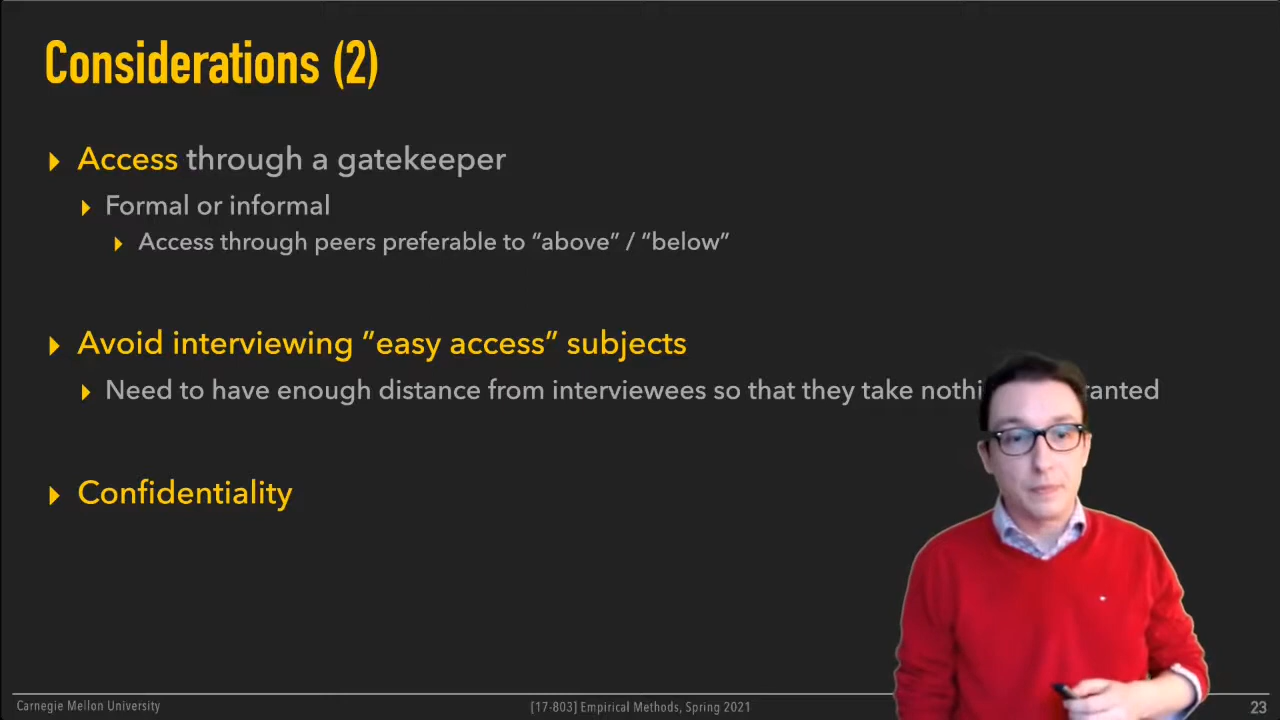 Considerations (2)
Access through a gatekeeper
Formal or informal
Access through peers preferable to “above” / “below”
Avoid interviewing ”easy access” subjects
Need to have enough distance from interviewees so that they take
Confidentiality
Carnegie Mellon University
[17-803] Empirical Methods, Spring 2021
23